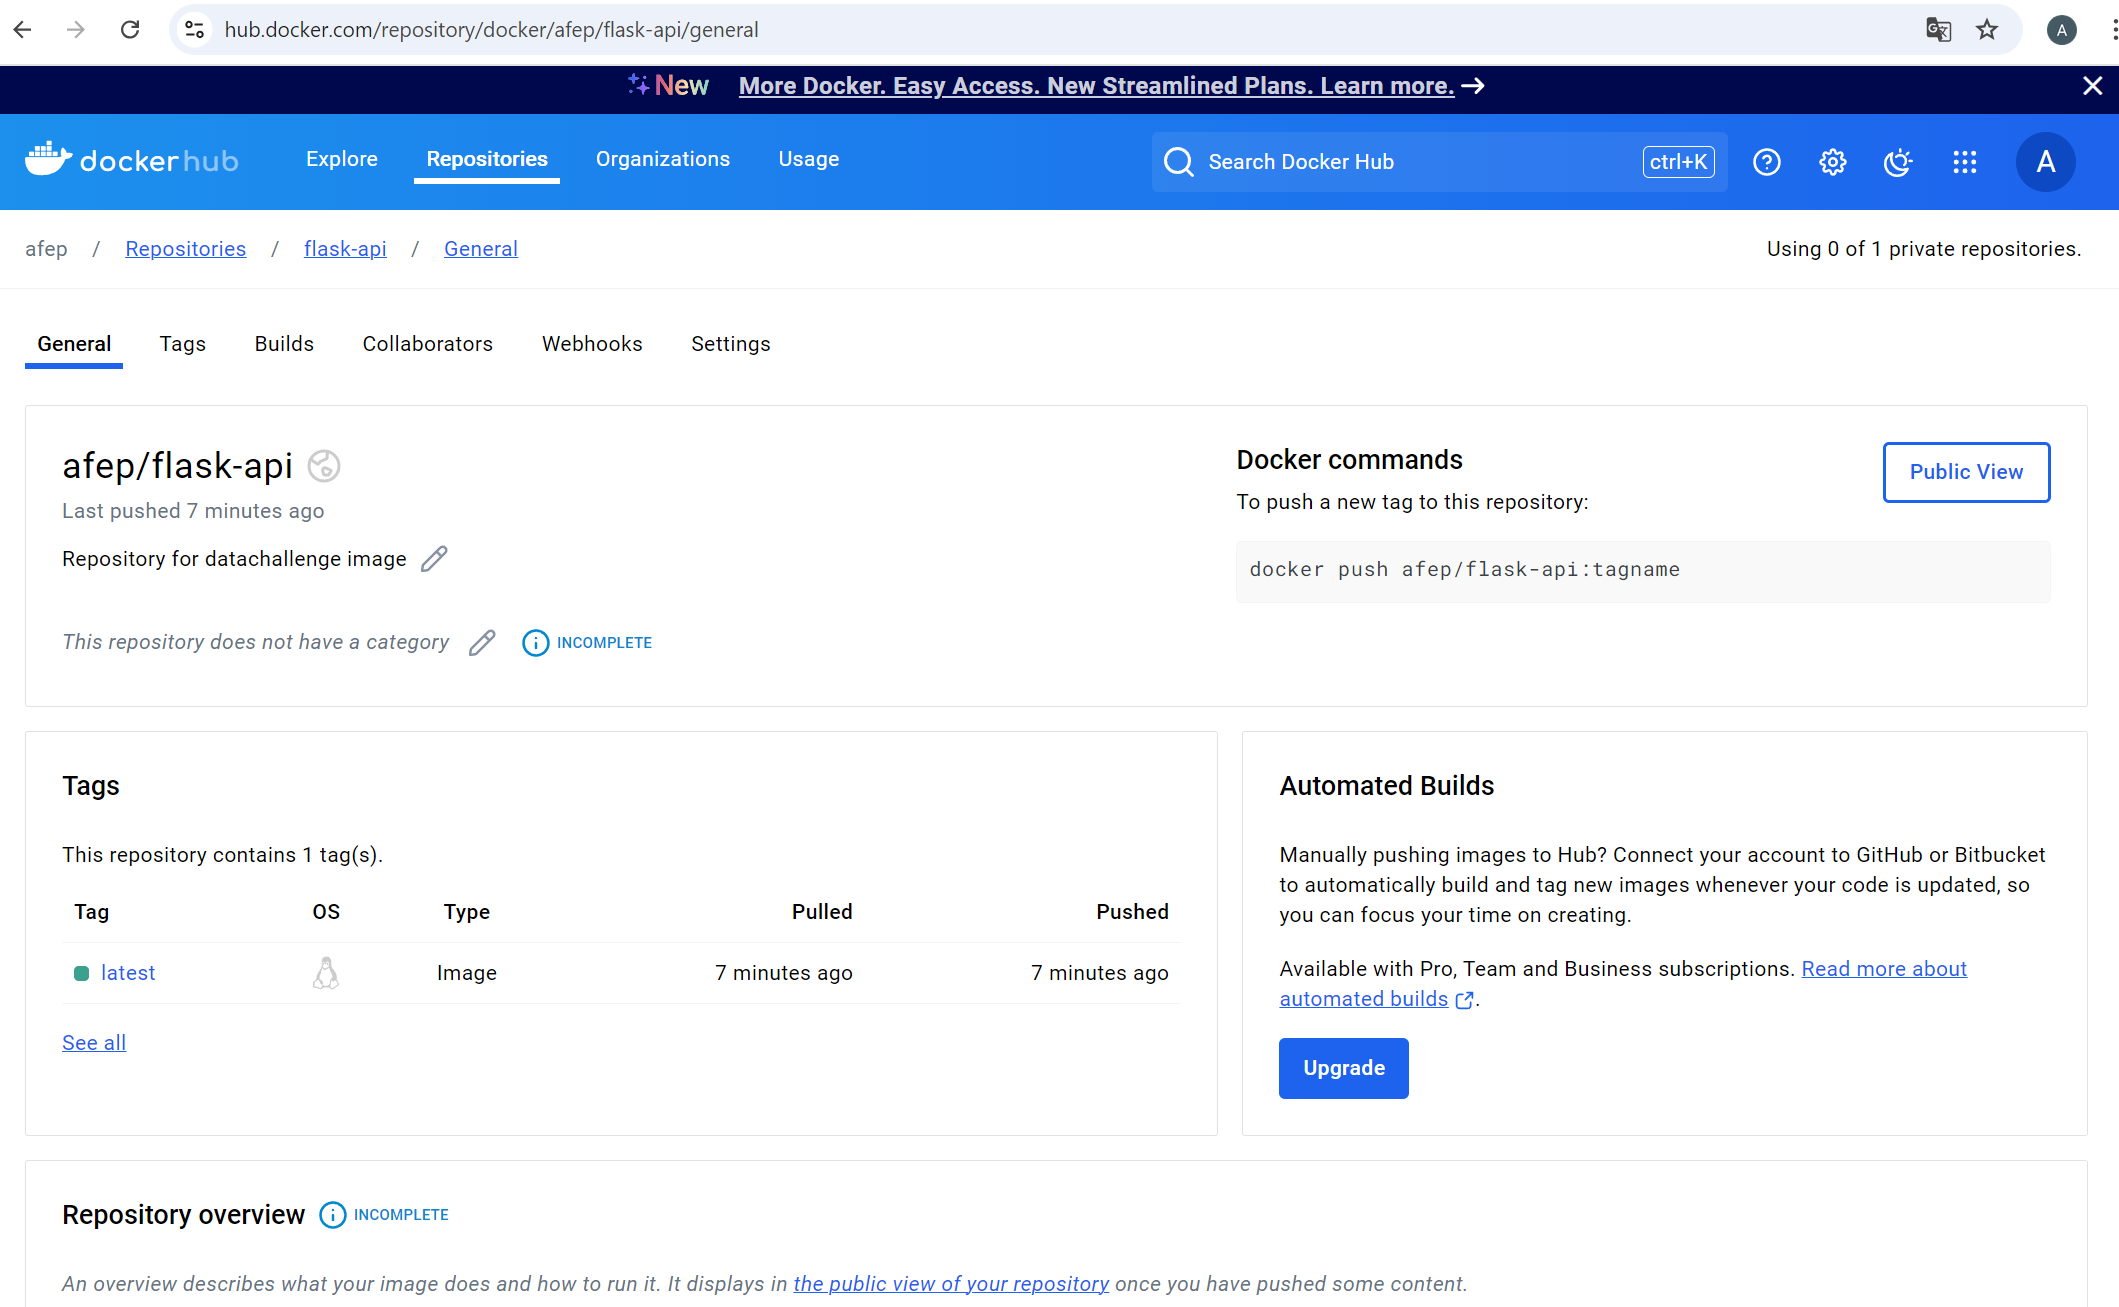 hub.docker.com/repository/docker/afep/flask-api/general
A
New More Docker. Easy Access. New Streamlined Plans. Learn more. →
dockerhub Explore Repositories Organizations Usage Search Docker Hub ctrl+K A
afep / Repositories / flask-api / General Using 0 of 1 private repositories.
General Tags Builds Collaborators Webhooks Settings
afep/flask-api
Last pushed 7 minutes ago
Repository for datachallenge image
This repository does not have a category INCOMPLETE
Docker commands
Public View
To push a new tag to this repository:
docker push afep/flask-api:tagname
Tags
This repository contains 1 tag(s).
Tag OS Type Pulled Pushed
latest Image 7 minutes ago 7 minutes ago
See all
Automated Builds
Manually pushing images to Hub? Connect your account to GitHub or Bitbucket
to automatically build and tag new images whenever your code is updated, so
you can focus your time on creating.
Available with Pro, Team and Business subscriptions. Read more about
automated builds.
Upgrade
Repository overview INCOMPLETE
An overview describes what your image does and how to run it. It displays in the public view of your repository once you have pushed some content.